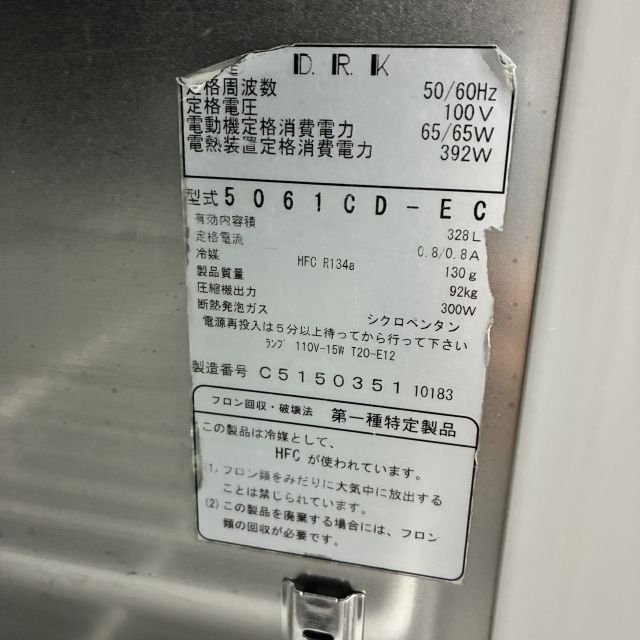 D. R. K
定格周波数 50/60Hz
定格電圧 100V
電動機定格消費電力 65/65W
電熱装置定格消費電力 392W
型式 5061CD-EC
有効内容積 328L
定格電流 0.8/0.8A
冷媒 HFC R134a 130g
製品質量 92kg
圧縮機出力 300W
断熱発泡ガス シクロペンタン
電源再投入は5分以上待ってから行って下さい
ランプ 110V-15W T20-E12
製造番号 C5150351 10183
フロン回収・破壊法 第一種特定製品
この製品は冷媒として、
HFC が使われています。
(1) フロン類をみだりに大気中に放出する
ことは禁じられています。
(2) この製品を廃棄する場合には、フロン
類の回収が必要です。